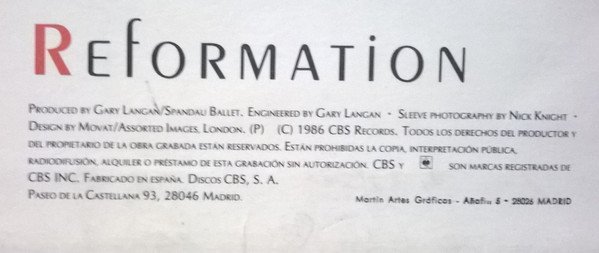 Reformation
Produced by Gary Langan/Spandau Ballet. Engineered by Gary Langan · Sleeve photography by Nick Knight ·
Design by Movat/Assorted Images, London. (P) (C) 1986 CBS Records. Todos los derechos del productor y
del propietario de la obra grabada están reservados. Están prohibidas la copia, interpretación pública,
radiodifusión, alquiler o préstamo de esta grabación sin autorización. CBS y son marcas registradas de
CBS INC. Fabricado en España. Discos CBS, S. A.
Paseo de la Castellana 93, 28046 Madrid.
Martín Artes Gráficas - 5 - 28026 MADRID